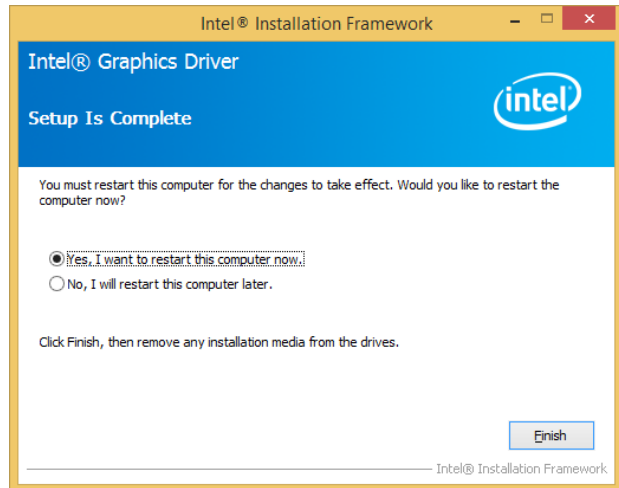 Intel® Installation Framework
Intel® Graphics Driver
intel
Setup Is Complete
You must restart this computer for the changes to take effect. Would you like to restart the
computer now?
Yes, I want to restart this computer now.
No, I will restart this computer later.
Click Finish, then remove any installation media from the drives.
Finish
Intel® Installation Framework